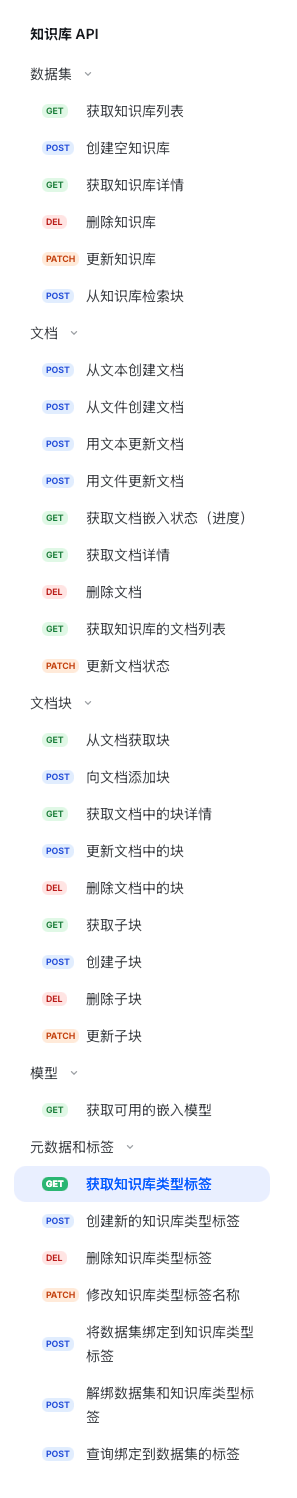 知识库 API
数据集
GET 获取知识库列表
POST 创建空知识库
GET 获取知识库详情
DEL 删除知识库
PATCH 更新知识库
POST 从知识库检索块
文档
POST 从文本创建文档
POST 从文件创建文档
POST 用文本更新文档
POST 用文件更新文档
GET 获取文档嵌入状态（进度）
GET 获取文档详情
DEL 删除文档
GET 获取知识库的文档列表
PATCH 更新文档状态
文档块
GET 从文档获取块
POST 向文档添加块
GET 获取文档中的块详情
POST 更新文档中的块
DEL 删除文档中的块
GET 获取子块
POST 创建子块
DEL 删除子块
PATCH 更新子块
模型
GET 获取可用的嵌入模型
元数据和标签
GET 获取知识库类型标签
POST 创建新的知识库类型标签
DEL 删除知识库类型标签
PATCH 修改知识库类型标签名称
POST 将数据集绑定到知识库类型
标签
POST 解绑数据集和知识库类型标
签
POST 查询绑定到数据集的标签